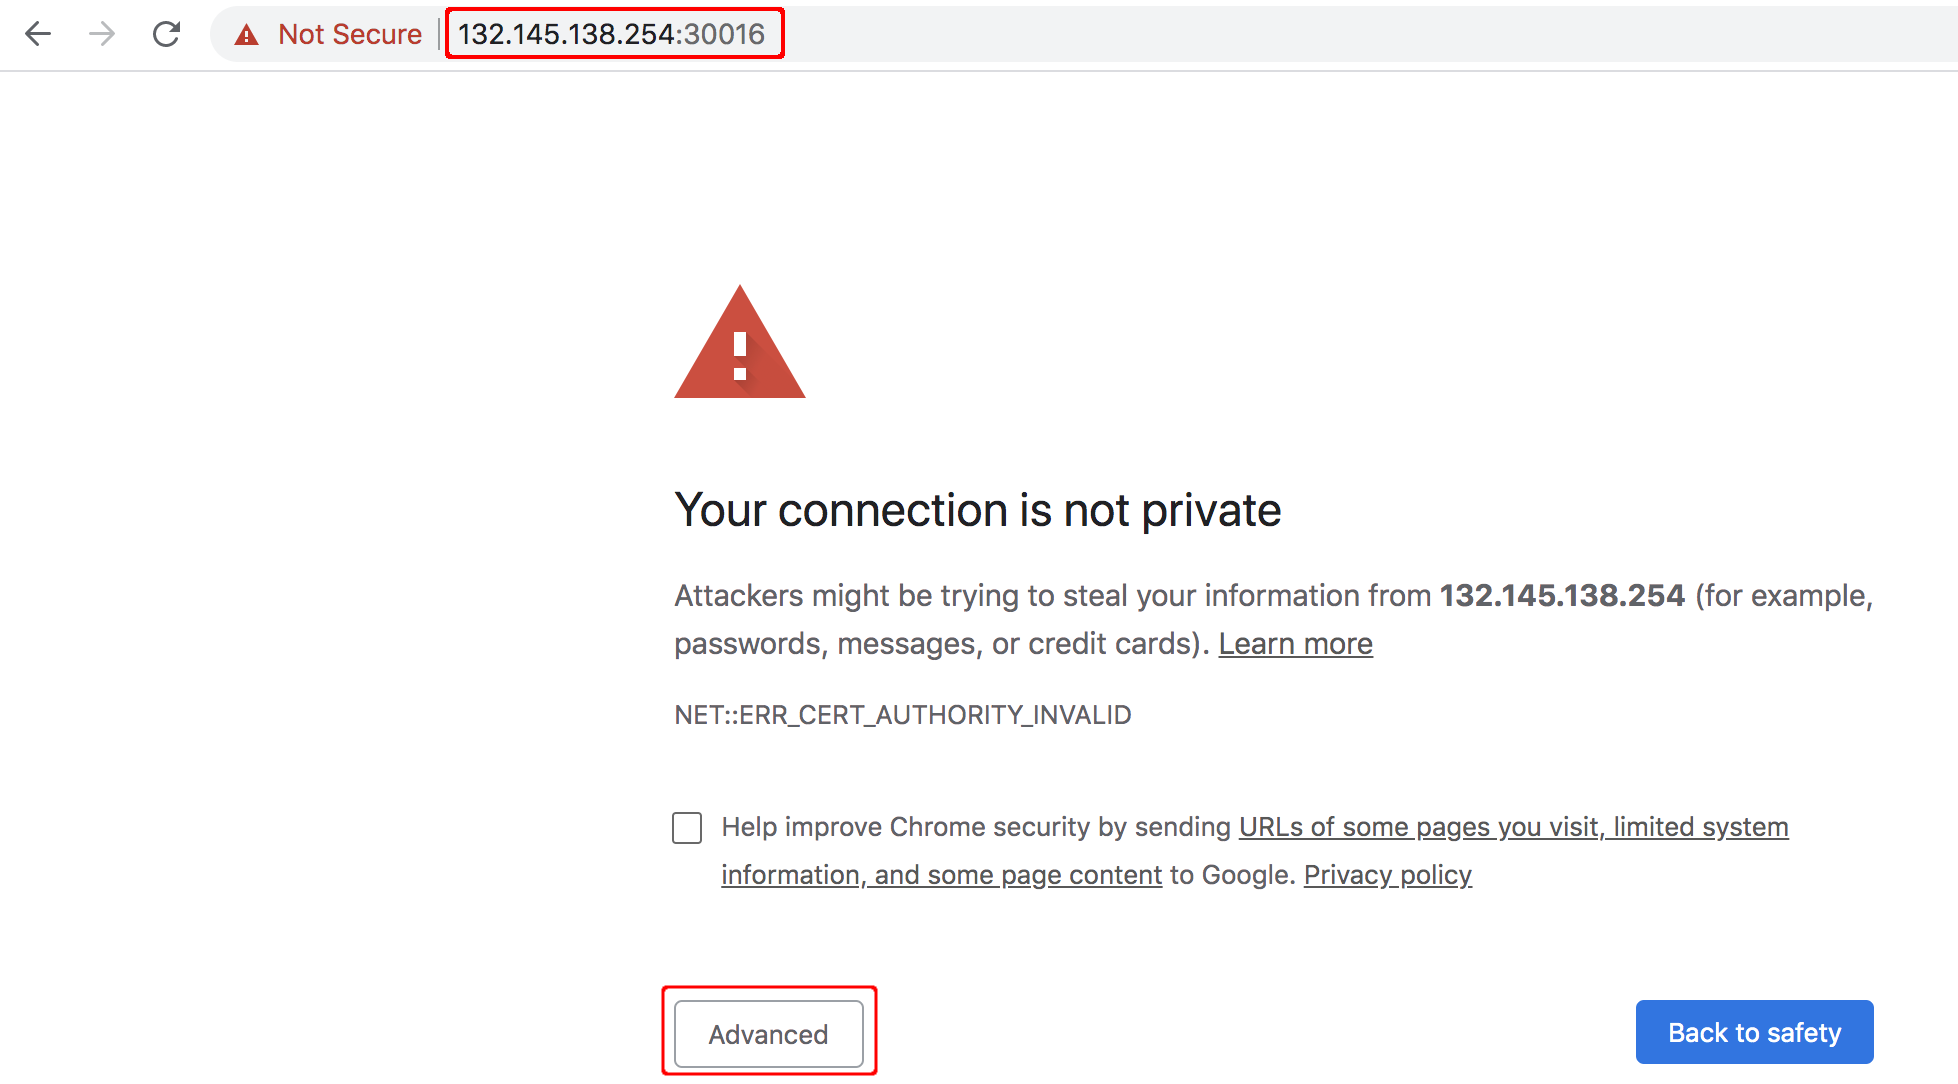 Not Secure 132.145.138.254:30016
Your connection is not private
Attackers might be trying to steal your information from 132.145.138.254 (for example,
passwords, messages, or credit cards). Learn more
NET::ERR_CERT_AUTHORITY_INVALID
Help improve Chrome security by sending URLs of some pages you visit, limited system
information, and some page content to Google. Privacy policy
Advanced
Back to safety